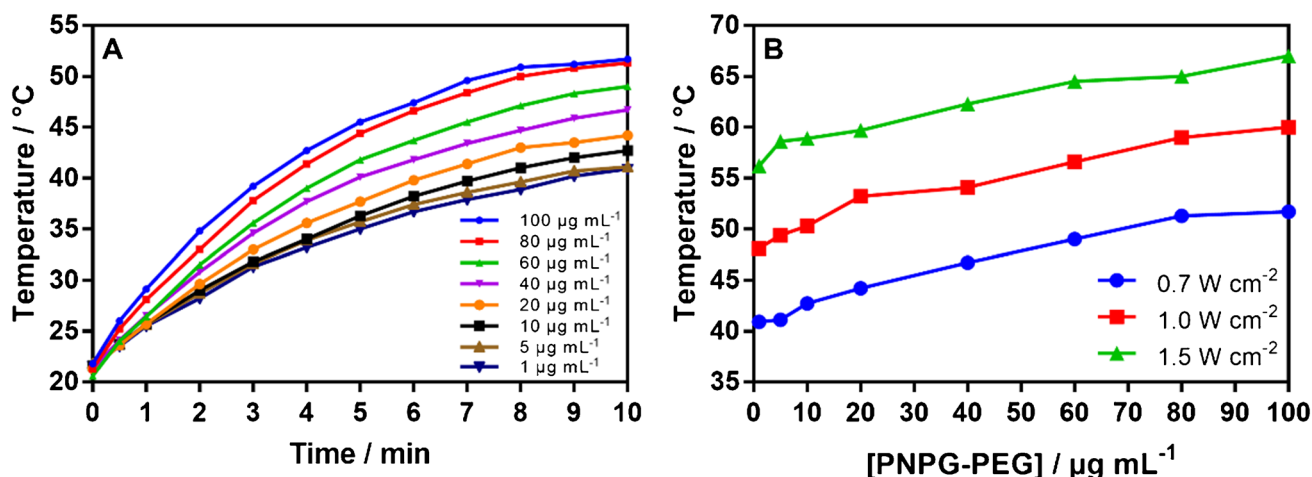 A
Temperature / °C
55
50
45
40
35
30
25
20
100 µg mL⁻¹
80 µg mL⁻¹
60 µg mL⁻¹
40 µg mL⁻¹
20 µg mL⁻¹
10 µg mL⁻¹
5 µg mL⁻¹
1 µg mL⁻¹
0 1 2 3 4 5 6 7 8 9 10
Time / min
B
Temperature / °C
75
70
65
60
55
50
45
40
35
0.7 W cm⁻²
1.0 W cm⁻²
1.5 W cm⁻²
0 10 20 30 40 50 60 70 80 90 100
[PNPG-PEG] / µg mL⁻¹